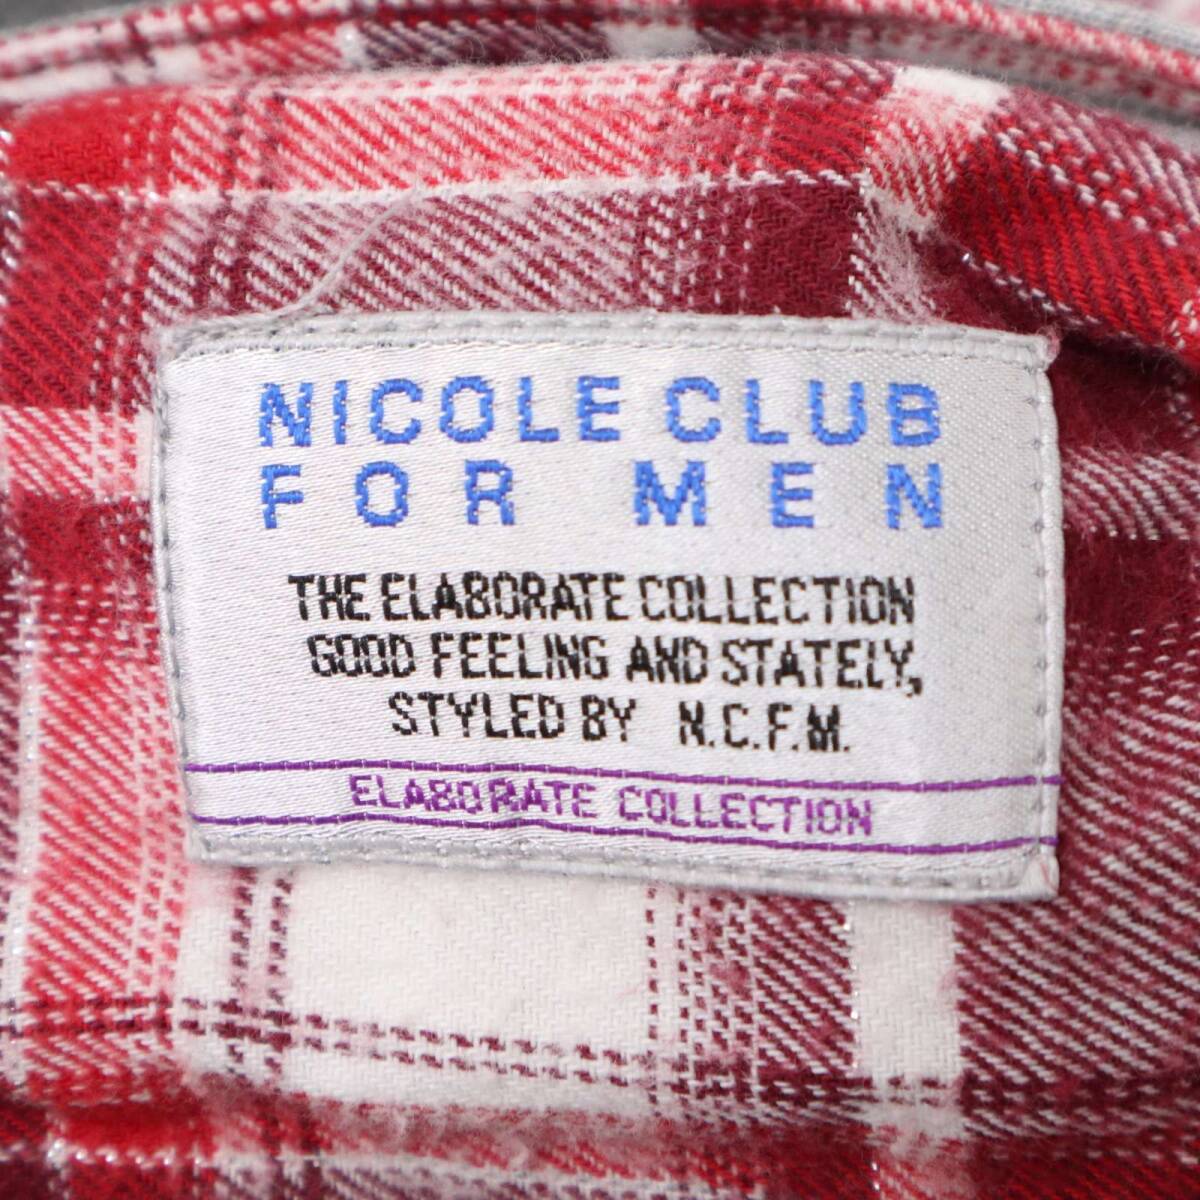 NICOLE CLUB
FOR MEN
THE ELABORATE COLLECTION
GOOD FEELING AND STATELY,
STYLED BY N.C.F.M.
ELABORATE COLLECTION